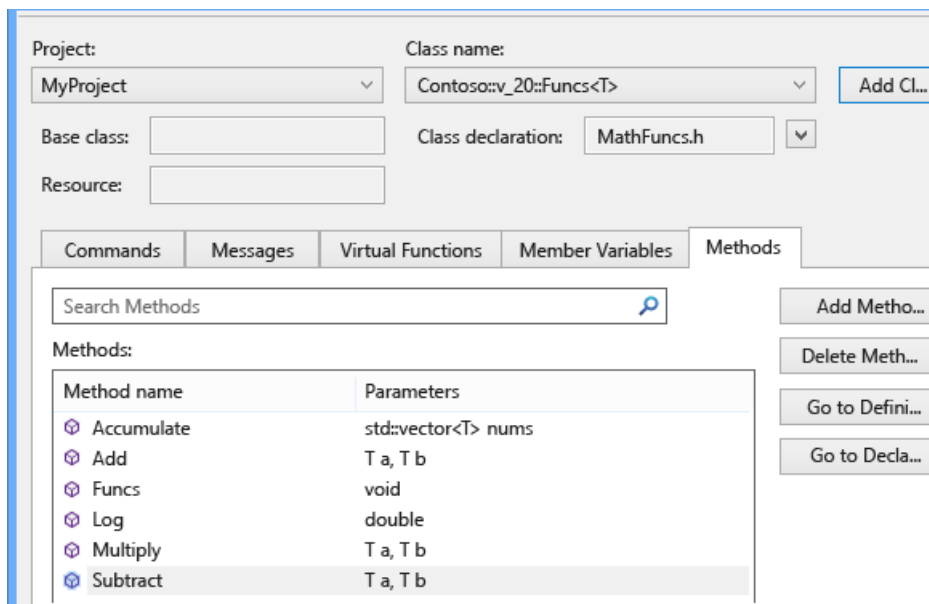 Project: Class name:
MyProject Contoso::v_20::Funcs<T> Add Cl...
Base class: Class declaration: MathFuncs.h
Resource:
Commands Messages Virtual Functions Member Variables Methods
Search Methods Add Metho...
Methods: Delete Meth...
Method name Parameters
Go to Defini...
Accumulate std::vector<T> nums
Add T a, T b Go to Decla...
Funcs void
Log double
Multiply T a, T b
Subtract T a, T b